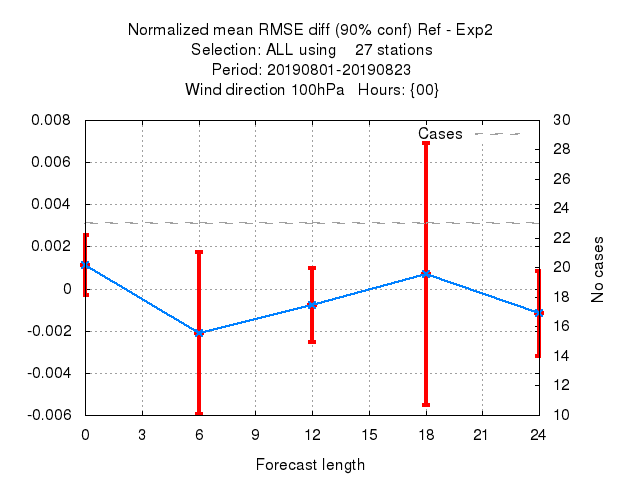 Normalized mean RMSE diff (90% conf) Ref - Exp2
Selection: ALL using    27 stations
Period: 20190801-20190823
Wind direction 100hPa   Hours: {00}
Cases
0.008
0.006
0.004
0.002
0
-0.002
-0.004
-0.006
30
28
26
24
22
20
18
16
14
12
10
No cases
0 3 6 9 12 15 18 21 24
Forecast length